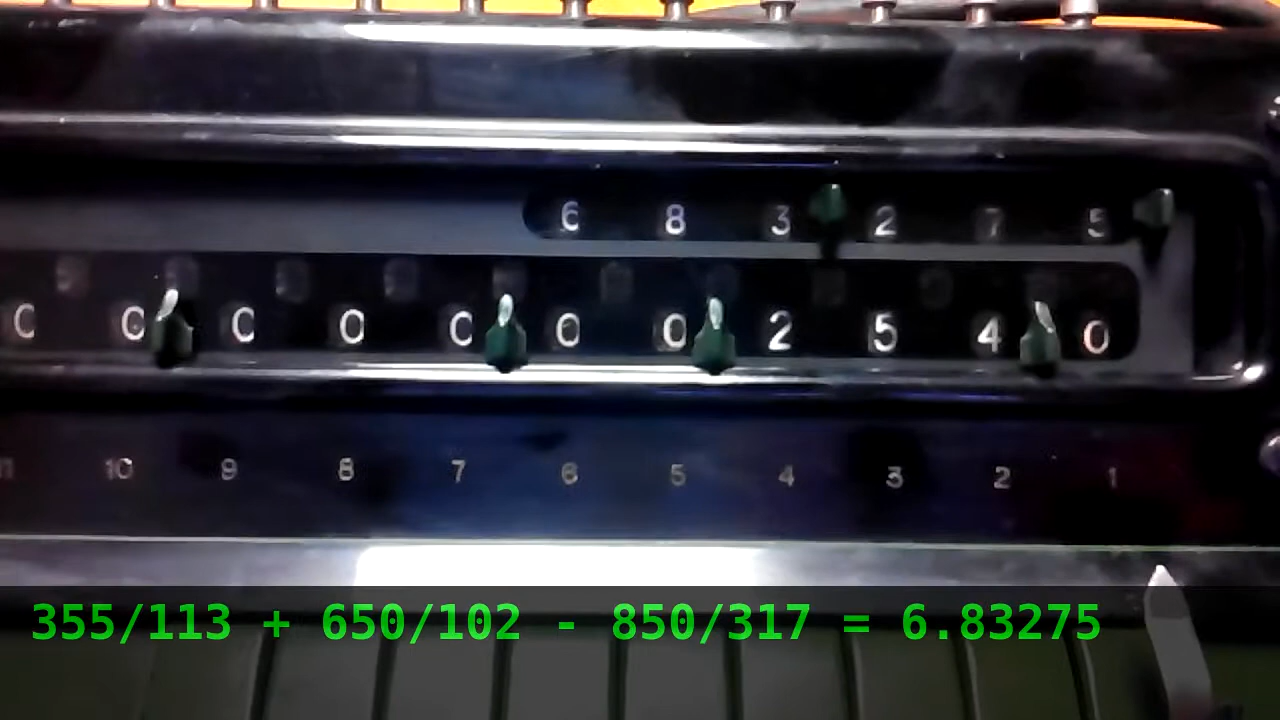 6 8 3 2 7 5
0 0 0 0 0 0 0 2 5 4 0
11 10 9 8 7 6 5 4 3 2 1
355/113 + 650/102 - 850/317 = 6.83275